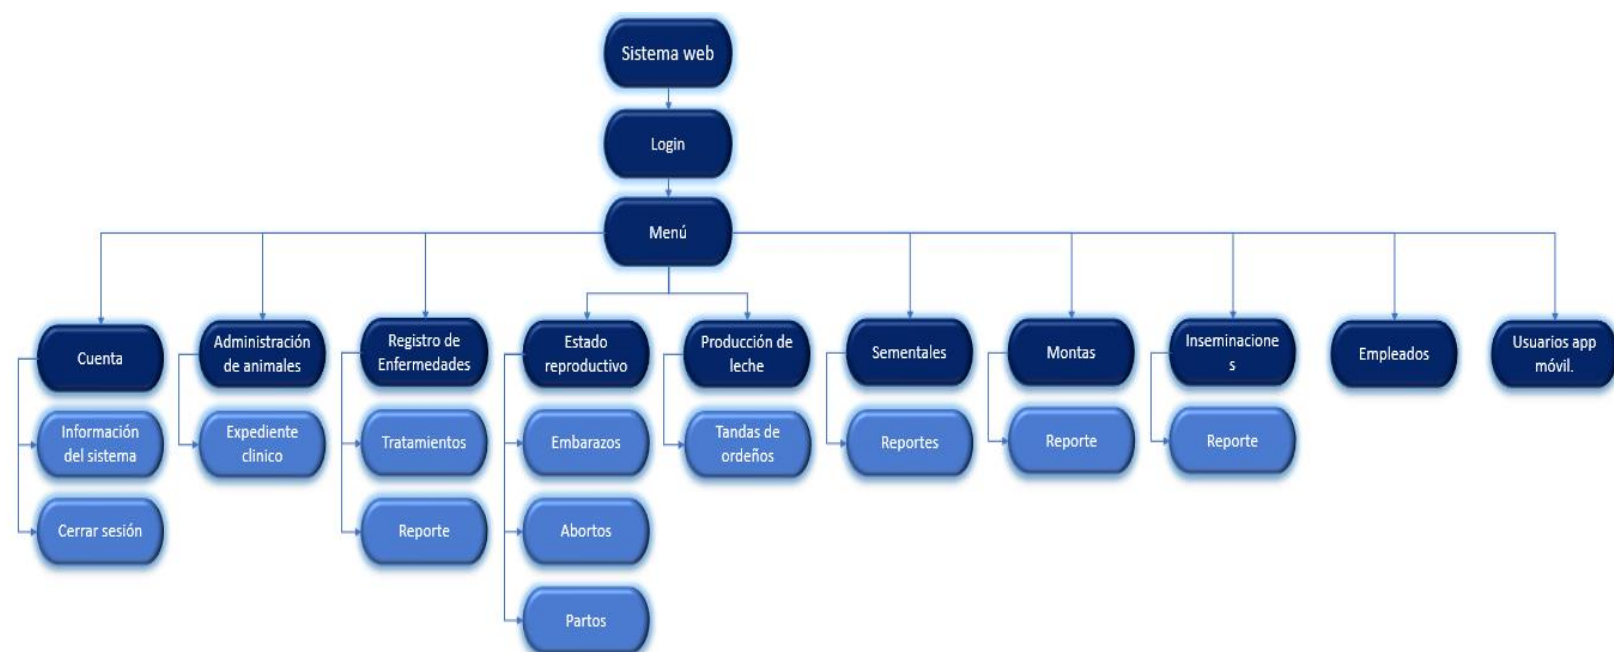 Sistema web
Login
Menú
Cuenta
Administración
de animales
Registro de
Enfermedades
Estado
reproductivo
Producción de
leche
Sementales
Montas
Inseminacione
s
Empleados
Usuarios app
móvil.
Información
del sistema
Expediente
clinico
Tratamientos
Embarazos
Tandas de
ordeños
Reportes
Reporte
Reporte
Cerrar sesión
Reporte
Abortos
Partos